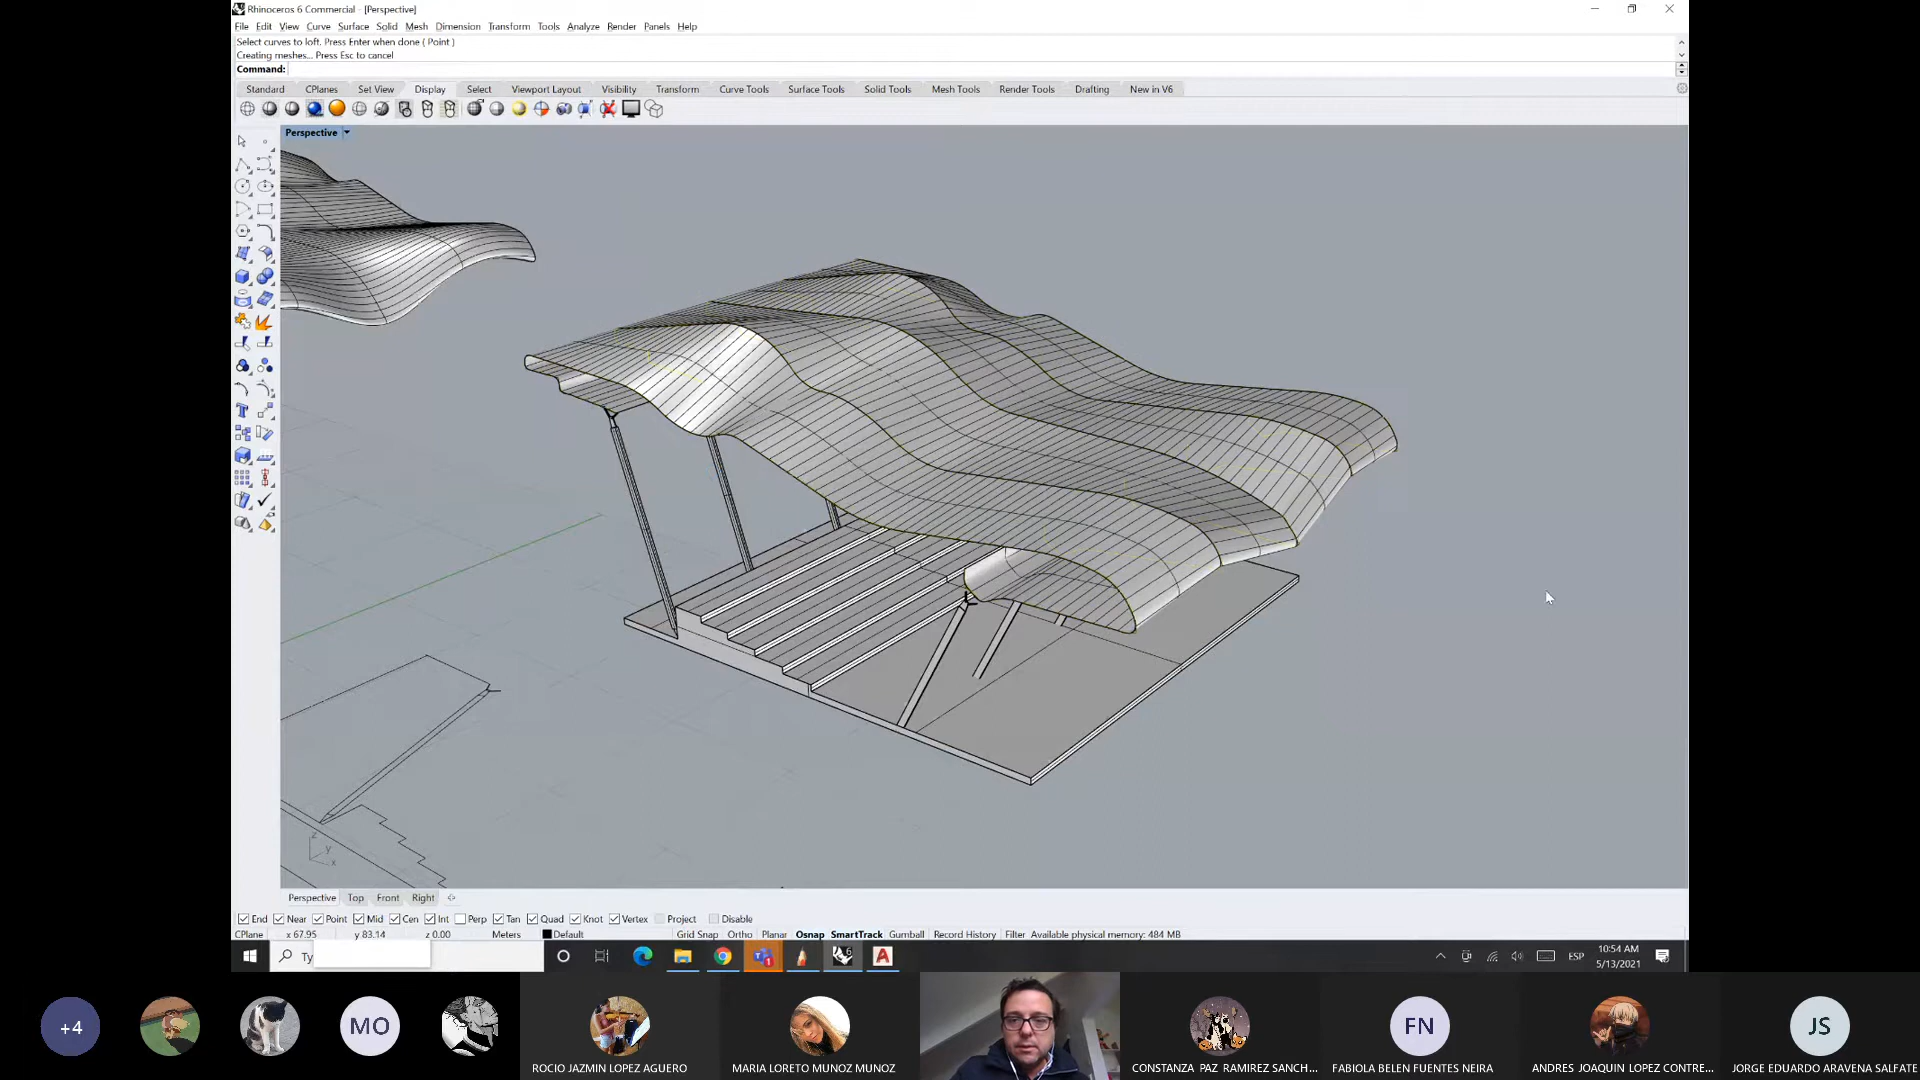 Rhinoceros 6 Commercial - [Perspective]
File Edit View Curve Surface Solid Mesh Dimension Transform Tools Analyze Render Panels Help
Select curves to loft. Press Enter when done ( Point )
Creating meshes... Press Esc to cancel
Command:
Standard CPlanes Set View Display Select Viewport Layout Visibility Transform Curve Tools Surface Tools Solid Tools Mesh Tools Render Tools Drafting New in V6
Perspective
z
y
x
Perspective Top Front Right
End Near Point Mid Cen Int Perp Tan Quad Knot Vertex Project Disable
CPlane x 67.95 y 83.14 z 0.00 Meters Default Grid Snap Ortho Planar Osnap SmartTrack Gumball Record History Filter Available physical memory: 484 MB
Ty
ESP
10:54 AM
5/13/2021
+4
MO
FN
JS
ROCIO JAZMIN LOPEZ AGUERO
MARIA LORETO MUNOZ MUNOZ
CONSTANZA PAZ RAMIREZ SANCH...
FABIOLA BELEN FUENTES NEIRA
ANDRES JOAQUIN LOPEZ CONTRE...
JORGE EDUARDO ARAVENA SALFATE